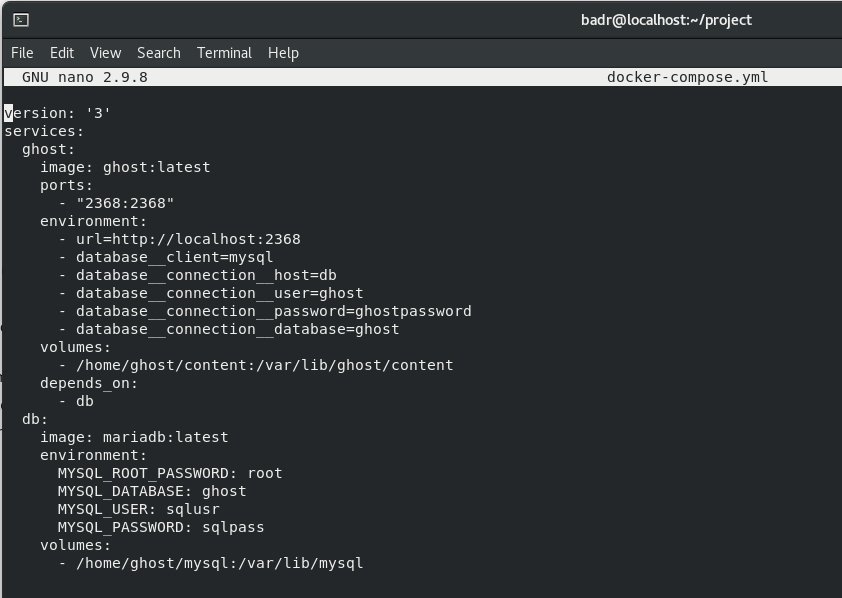 badr@localhost:~/project
File Edit View Search Terminal Help
GNU nano 2.9.8 docker-compose.yml
version: '3'
services:
  ghost:
    image: ghost:latest
    ports:
      - "2368:2368"
    environment:
      - url=http://localhost:2368
      - database__client=mysql
      - database__connection__host=db
      - database__connection__user=ghost
      - database__connection__password=ghostpassword
      - database__connection__database=ghost
    volumes:
      - /home/ghost/content:/var/lib/ghost/content
    depends_on:
      - db
  db:
    image: mariadb:latest
    environment:
      MYSQL_ROOT_PASSWORD: root
      MYSQL_DATABASE: ghost
      MYSQL_USER: sqlusr
      MYSQL_PASSWORD: sqlpass
    volumes:
      - /home/ghost/mysql:/var/lib/mysql